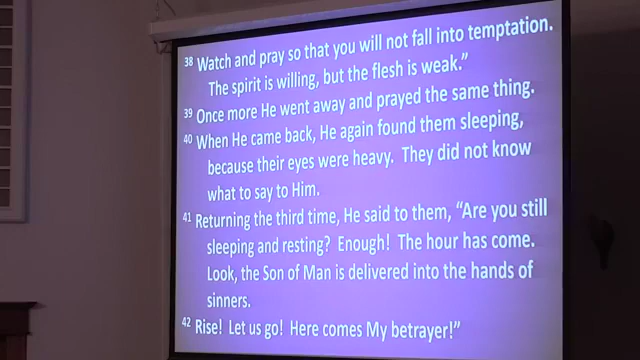 38 Watch and pray so that you will not fall into temptation.
The spirit is willing, but the flesh is weak.”
39 Once more He went away and prayed the same thing.
40 When He came back, He again found them sleeping,
because their eyes were heavy. They did not know
what to say to Him.
41 Returning the third time, He said to them, “Are you still
sleeping and resting? Enough! The hour has come.
Look, the Son of Man is delivered into the hands of
sinners.
42 Rise! Let us go! Here comes My betrayer!”